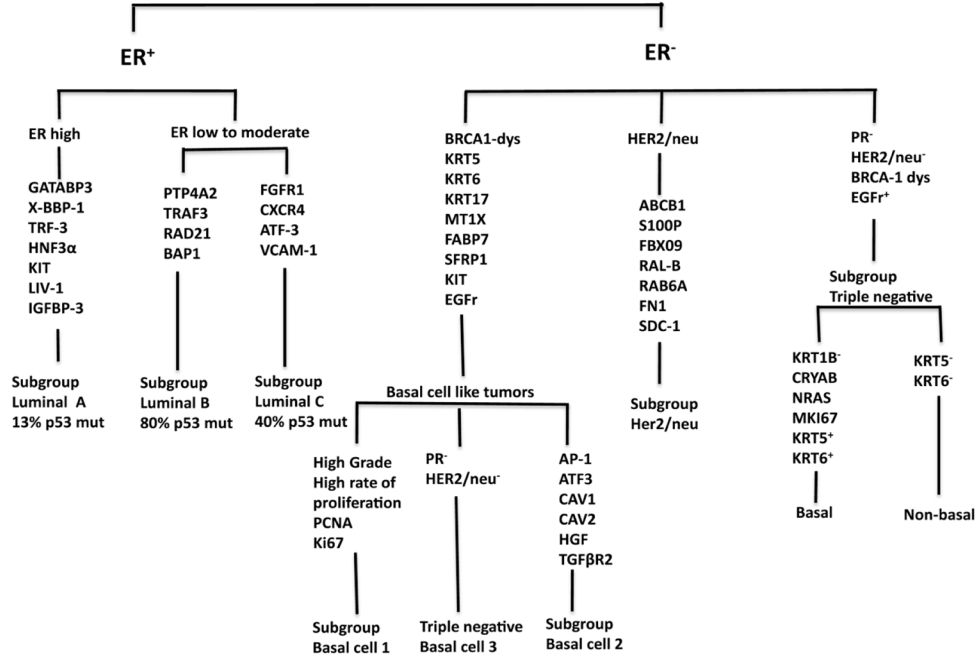 ER⁺
ER⁻
ER high
GATABP3
X-BBP-1
TRF-3
HNF3α
KIT
LIV-1
IGFBP-3
Subgroup
Luminal A
13% p53 mut
ER low to moderate
PTP4A2
TRAF3
RAD21
BAP1
Subgroup
Luminal B
80% p53 mut
FGFR1
CXCR4
ATF-3
VCAM-1
Subgroup
Luminal C
40% p53 mut
BRCA1-dys
KRT5
KRT6
KRT17
MT1X
FABP7
SFRP1
KIT
EGFr
Basal cell like tumors
High Grade
High rate of
proliferation
PCNA
Ki67
Subgroup
Basal cell 1
PR⁻
HER2/neu⁻
Triple negative
Basal cell 3
AP-1
ATF3
CAV1
CAV2
HGF
TGFβR2
Subgroup
Basal cell 2
HER2/neu
ABCB1
S100P
FBX09
RAL-B
RAB6A
FN1
SDC-1
Subgroup
Her2/neu
PR⁻
HER2/neu⁻
BRCA-1 dys
EGFr⁺
Subgroup
Triple negative
KRT1B⁻
CRYAB
NRAS
MKI67
KRT5⁺
KRT6⁺
Basal
KRT5⁻
KRT6⁻
Non-basal